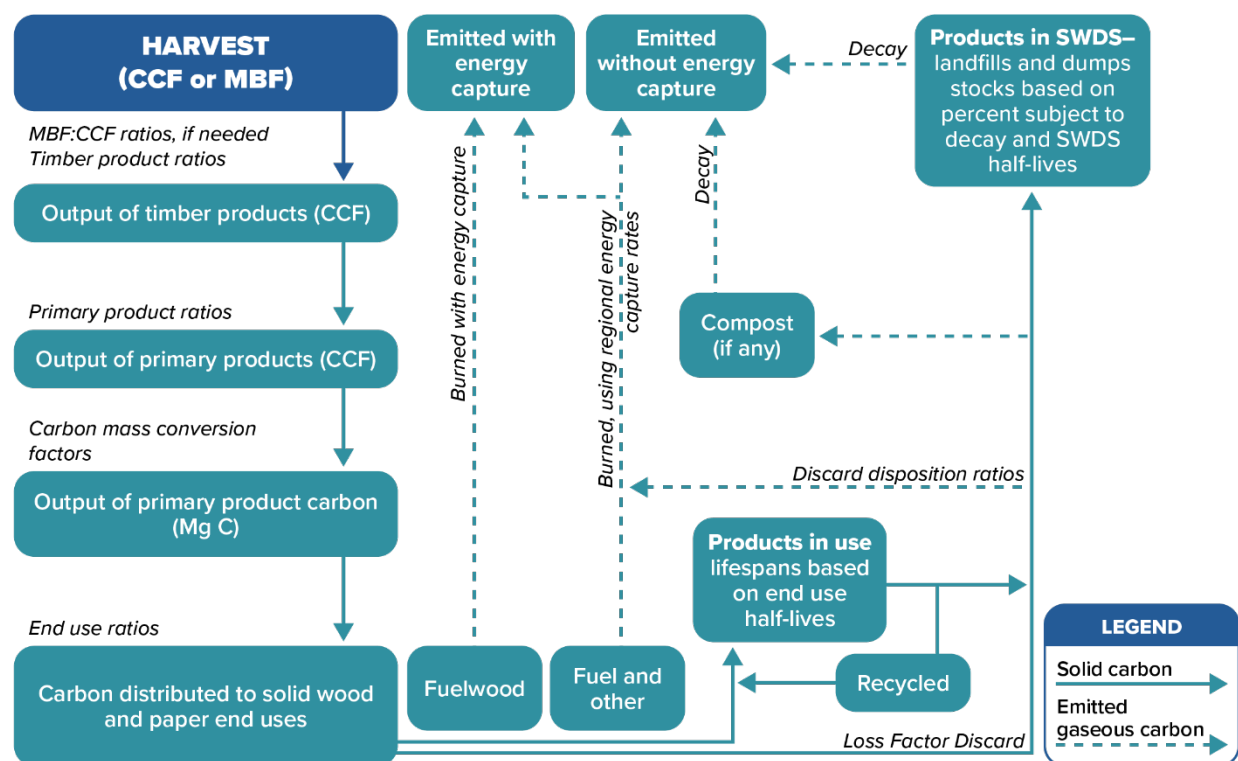 HARVEST
(CCF or MBF)
MBF:CCF ratios, if needed
Timber product ratios
Output of timber products (CCF)
Primary product ratios
Output of primary products (CCF)
Carbon mass conversion
factors
Output of primary product carbon
(Mg C)
End use ratios
Carbon distributed to solid wood
and paper end uses
Emitted with
energy
capture
Emitted
without energy
capture
Decay
Products in SWDS–
landfills and dumps
stocks based on
percent subject to
decay and SWDS
half-lives
Burned with energy capture
Burned, using regional energy
capture rates
Decay
Compost
(if any)
Discard disposition ratios
Products in use
lifespans based
on end use
half-lives
Fuelwood
Fuel and
other
Recycled
Loss Factor Discard
LEGEND
Solid carbon
Emitted
gaseous carbon